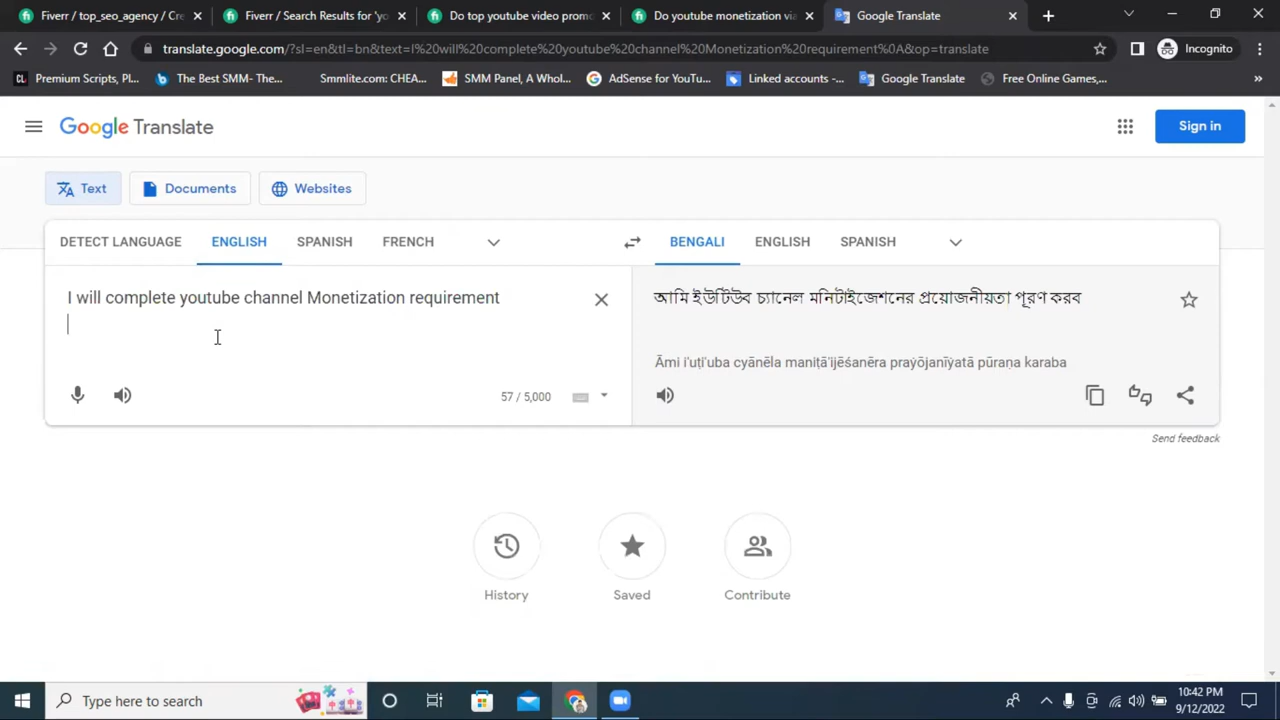 Fiverr / top_seo_agency / Cre
Fiverr / Search Results for 'yo
Do top youtube video promo
Do youtube monetization via
Google Translate
translate.google.com/?sl=en&tl=bn&text=I%20will%20complete%20youtube%20channel%20Monetization%20requirement%0A&op=translate
Incognito
Premium Scripts, Pl...
The Best SMM- The...
Smmlite.com: CHEA...
SMM Panel, A Whol...
AdSense for YouTu...
Linked accounts -...
Google Translate
Free Online Games,...
Google Translate
Sign in
Text
Documents
Websites
DETECT LANGUAGE
ENGLISH
SPANISH
FRENCH
BENGALI
ENGLISH
SPANISH
I will complete youtube channel Monetization requirement
আমি ইউটিউব চ্যানেল মনিটাইজেশনের প্রয়োজনীয়তা পূরণ করব
Āmi i'uṭi'uba cyānēla maniṭā'ijēśanēra praẏōjanīẏatā pūraṇa karaba
57 / 5,000
Send feedback
History
Saved
Contribute
Type here to search
10:42 PM
9/12/2022